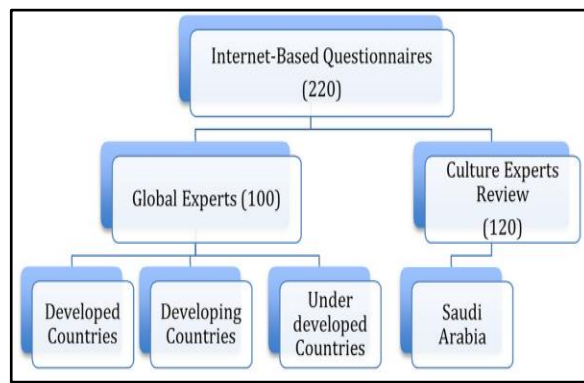 Internet-Based Questionnaires
(220)
Global Experts (100)
Culture Experts
Review
(120)
Developed
Countries
Developing
Countries
Under
developed
Countries
Saudi
Arabia